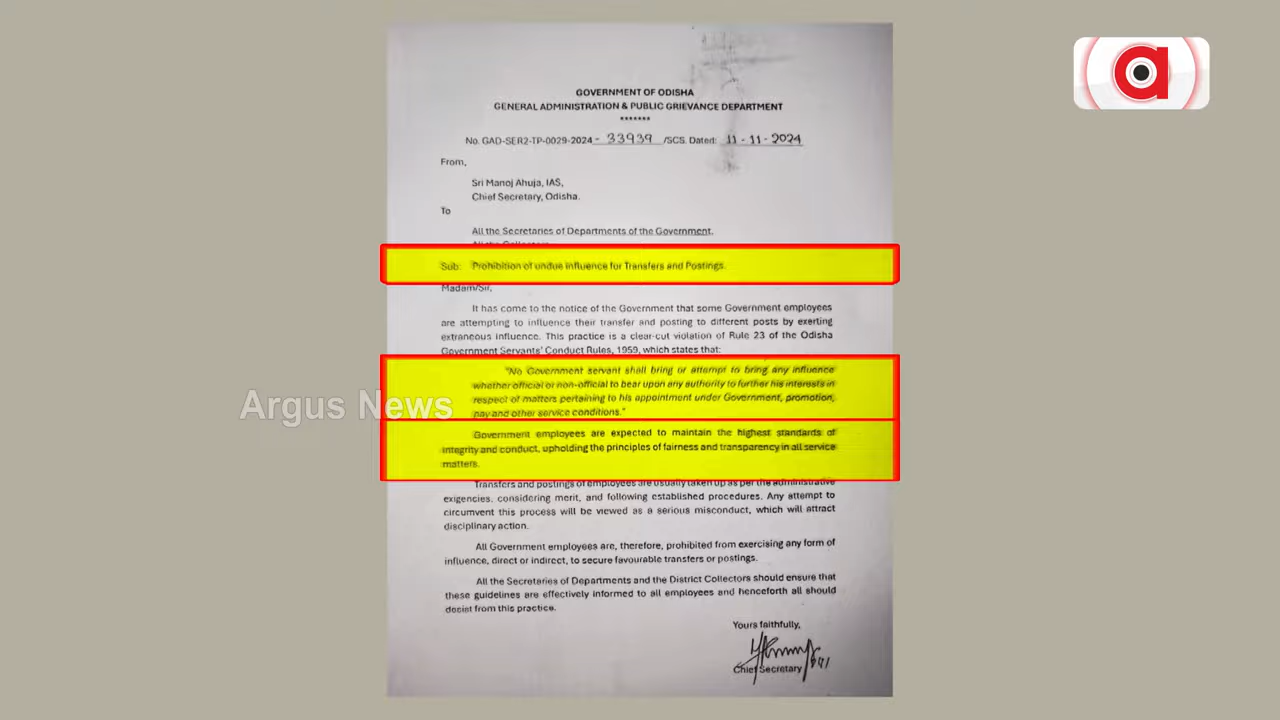 GOVERNMENT OF ODISHA
GENERAL ADMINISTRATION & PUBLIC GRIEVANCE DEPARTMENT
*******
No. GAD-SER2-TP-0029-2024 - 33939 /SCS. Dated: 11 - 11 - 2024
From,
Sri Manoj Ahuja, IAS,
Chief Secretary, Odisha.
To
All the Secretaries of Departments of the Government.
All the Collectors
Sub: Prohibition of undue influence for Transfers and Postings.
Madam/Sir,
It has come to the notice of the Government that some Government employees
are attempting to influence their transfer and posting to different posts by exerting
extraneous influence. This practice is a clear-cut violation of Rule 23 of the Odisha
Government Servants' Conduct Rules, 1959, which states that:
"No Government servant shall bring or attempt to bring any influence
whether official or non-official to bear upon any authority to further his interests in
respect of matters pertaining to his appointment under Government, promotion,
pay and other service conditions."
Government employees are expected to maintain the highest standards of
integrity and conduct, upholding the principles of fairness and transparency in all service
matters.
Transfers and postings of employees are usually taken up as per the administrative
exigencies, considering merit, and following established procedures. Any attempt to
circumvent this process will be viewed as a serious misconduct, which will attract
disciplinary action.
All Government employees are, therefore, prohibited from exercising any form of
influence, direct or indirect, to secure favourable transfers or postings.
All the Secretaries of Departments and the District Collectors should ensure that
these guidelines are effectively informed to all employees and henceforth all should
desist from this practice.
Yours faithfully,
Chief Secretary
Argus News
a